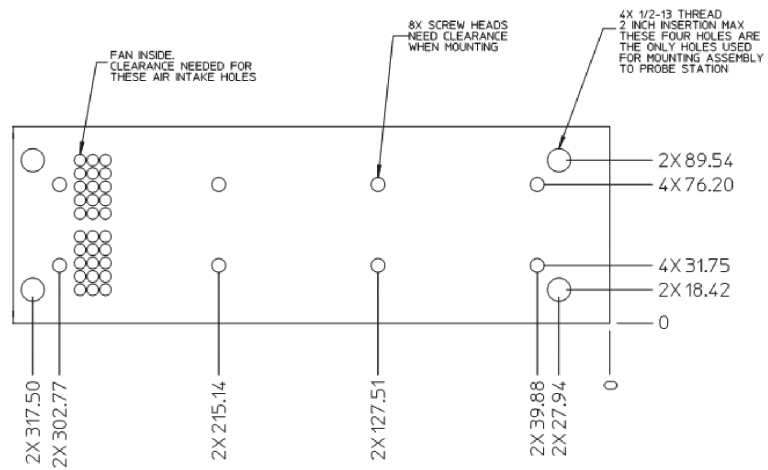 4X 1/2-13 THREAD
2 INCH INSERTION MAX
THESE FOUR HOLES ARE
THE ONLY HOLES USED
FOR MOUNTING ASSEMBLY
TO PROBE STATION
8X SCREW HEADS
NEED CLEARANCE
WHEN MOUNTING
FAN INSIDE.
CLEARANCE NEEDED FOR
THESE AIR INTAKE HOLES
2X 89.54
4X 76.20
4X 31.75
2X 18.42
0
2X 317.50
2X 302.77
2X 215.14
2X 127.51
2X 39.88
2X 27.94
0